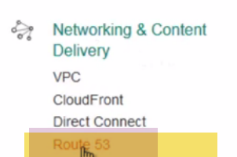 Networking & Content
Delivery
VPC
CloudFront
Direct Connect
Route 53